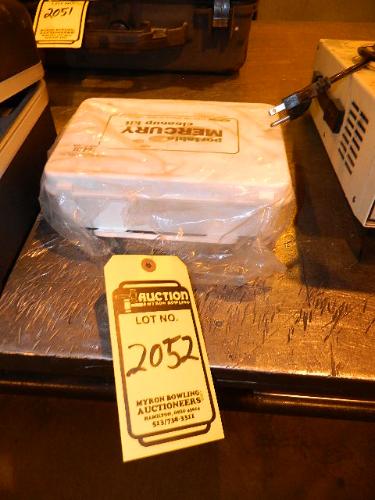 2051
portable
MERCURY
cleanup kit
AUCTION
MYRON BOWLING
LOT NO.
2052
MYRON BOWLING
AUCTIONEERS
HAMILTON, OHIO 45004
513/738-3311